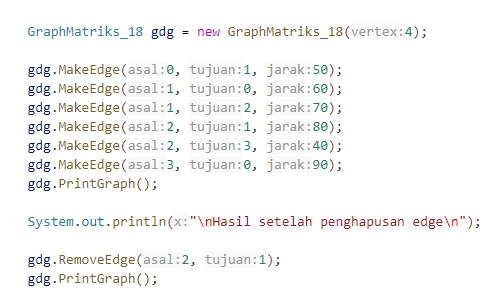 GraphMatriks_18 gdg = new GraphMatriks_18(vertex:4);
gdg.MakeEdge(asal:0, tujuan:1, jarak:50);
gdg.MakeEdge(asal:1, tujuan:0, jarak:60);
gdg.MakeEdge(asal:1, tujuan:2, jarak:70);
gdg.MakeEdge(asal:2, tujuan:1, jarak:80);
gdg.MakeEdge(asal:2, tujuan:3, jarak:40);
gdg.MakeEdge(asal:3, tujuan:0, jarak:90);
gdg.PrintGraph();
System.out.println(x:"\nHasil setelah penghapusan edge\n");
gdg.RemoveEdge(asal:2, tujuan:1);
gdg.PrintGraph();